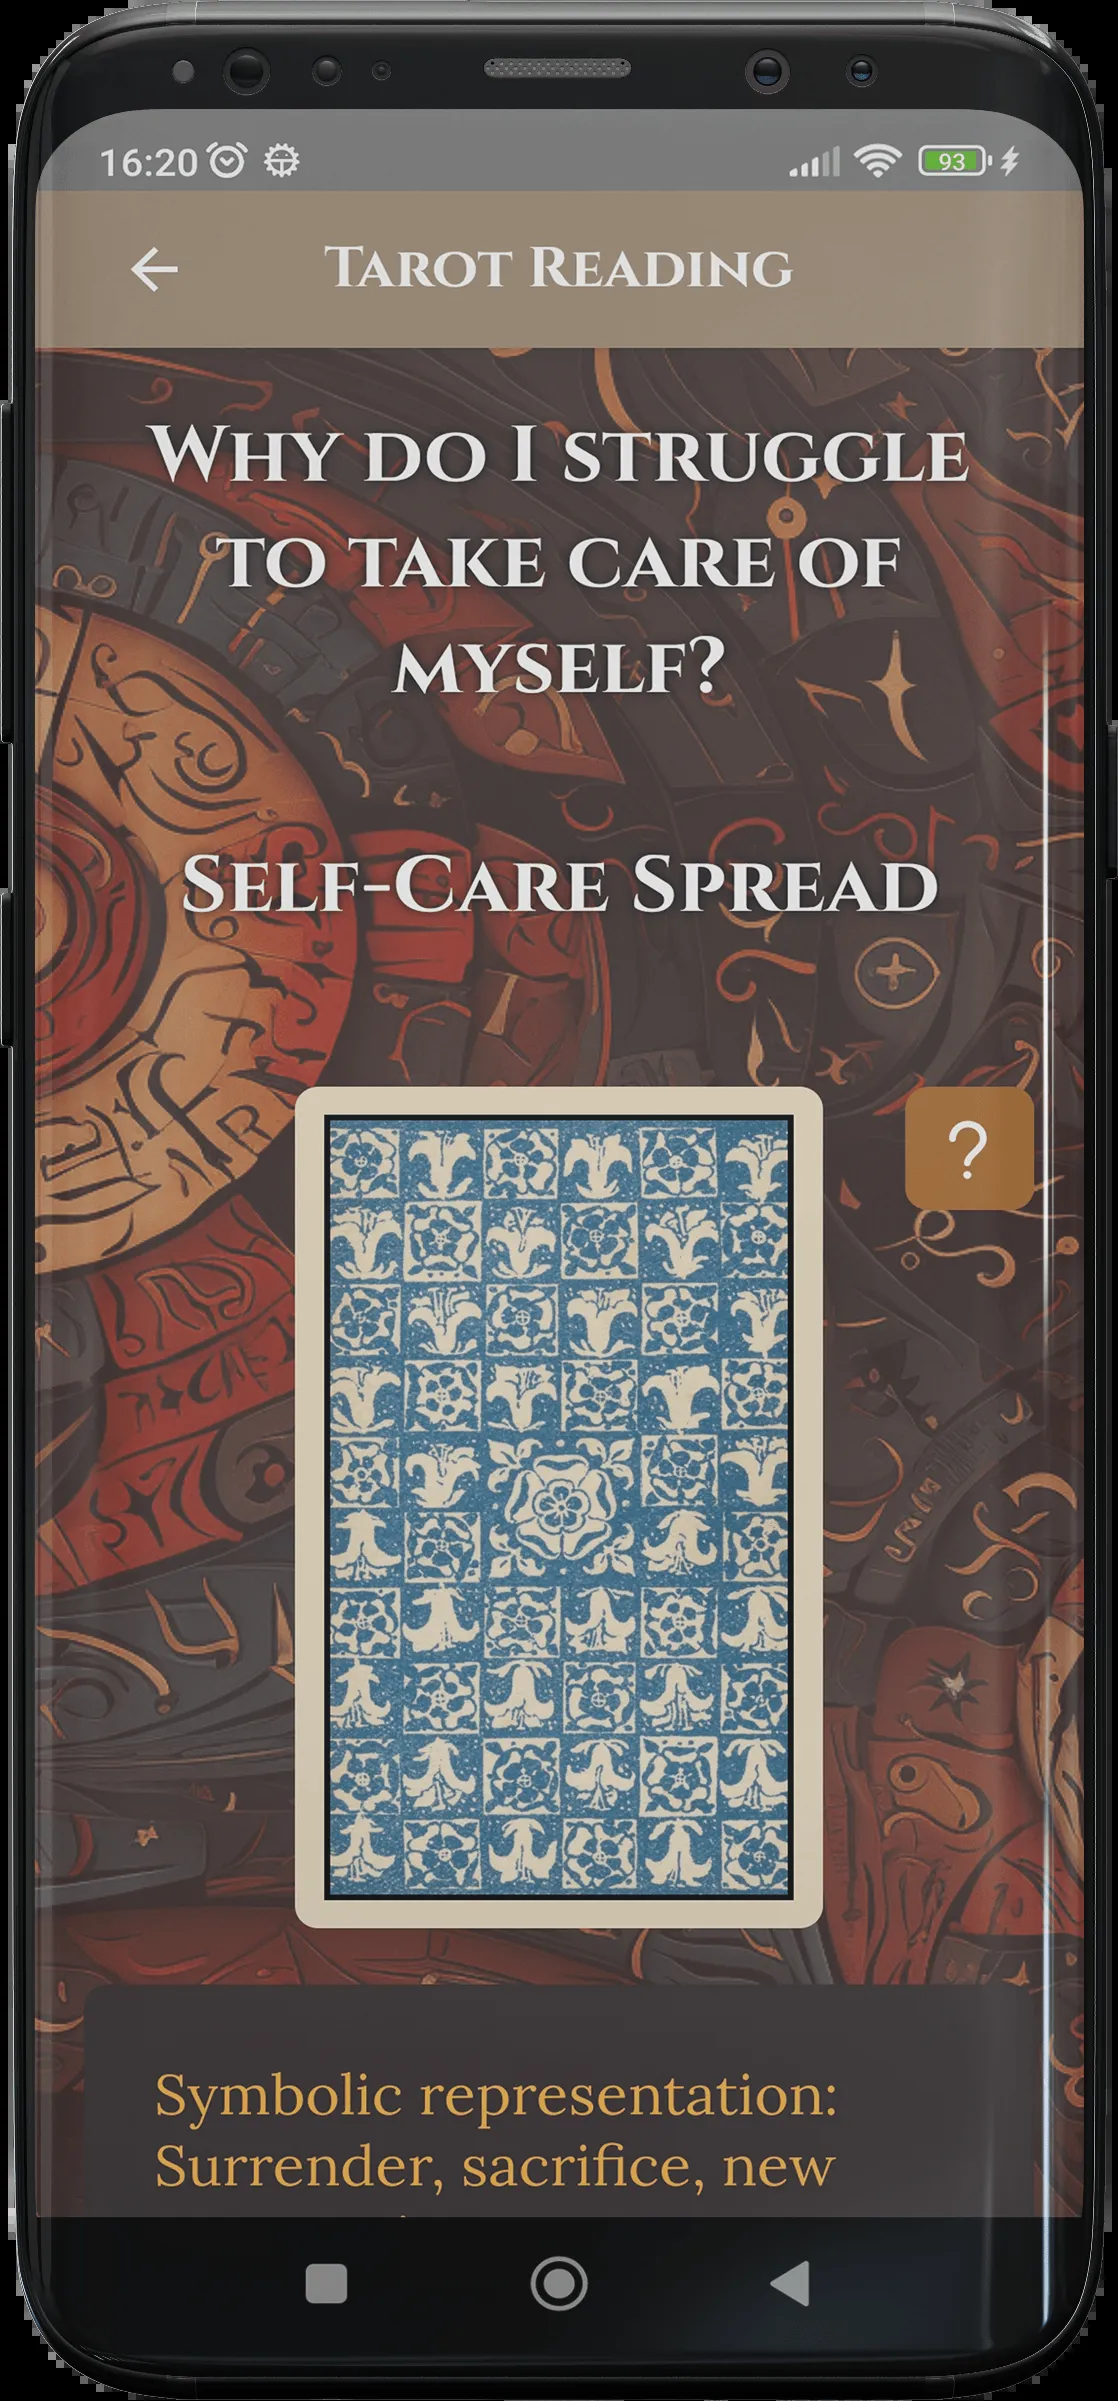 16:20
93
Tarot Reading
Why do I struggle
to take care of
myself?
Self-Care Spread
?
Symbolic representation:
Surrender, sacrifice, new